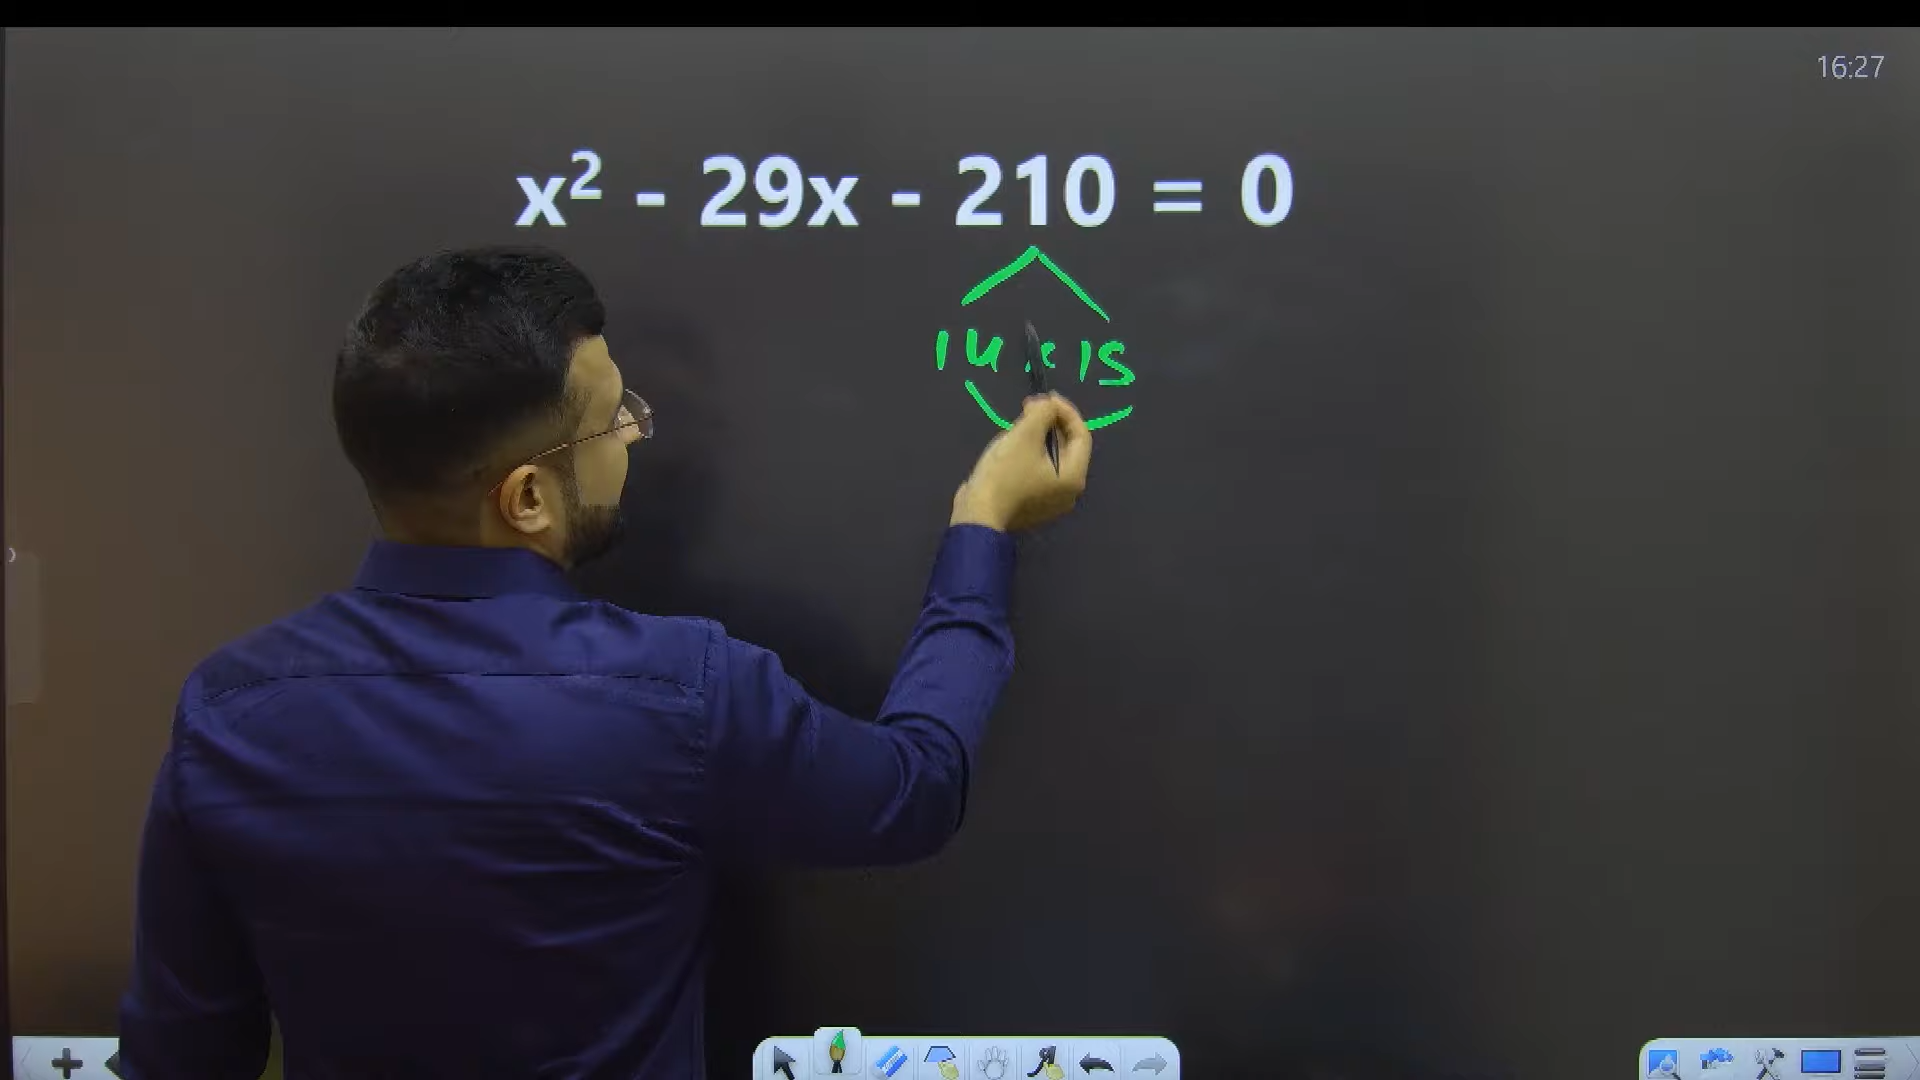 16:27
x² - 29x - 210 = 0
14 × 15